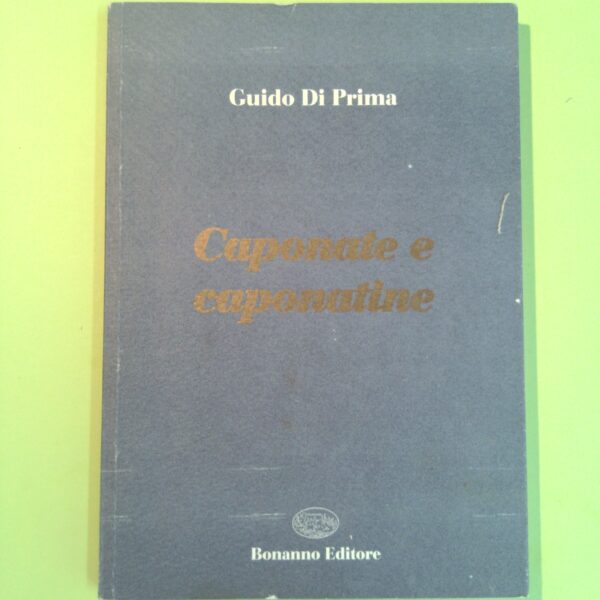 Guido Di Prima
Caponate e
caponatine
Bonanno Editore